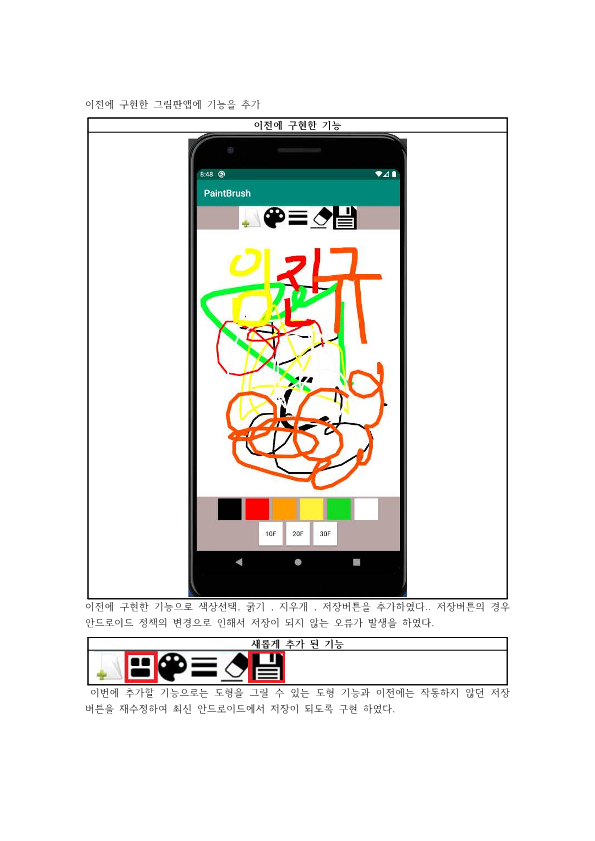 이전에 구현한 그림판앱에 기능을 추가
이전에 구현한 기능
5:48
PaintBrush
임진규
10F 20F 30F
이전에 구현한 기능으로 색상선택, 굵기 , 지우개 , 저장버튼을 추가하였다.. 저장버튼의 경우
안드로이드 정책의 변경으로 인해서 저장이 되지 않는 오류가 발생을 하였다.
새롭게 추가 된 기능
이번에 추가할 기능으로는 도형을 그릴 수 있는 도형 기능과 이전에는 작동하지 않던 저장
버튼을 재수정하여 최신 안드로이드에서 저장이 되도록 구현 하였다.